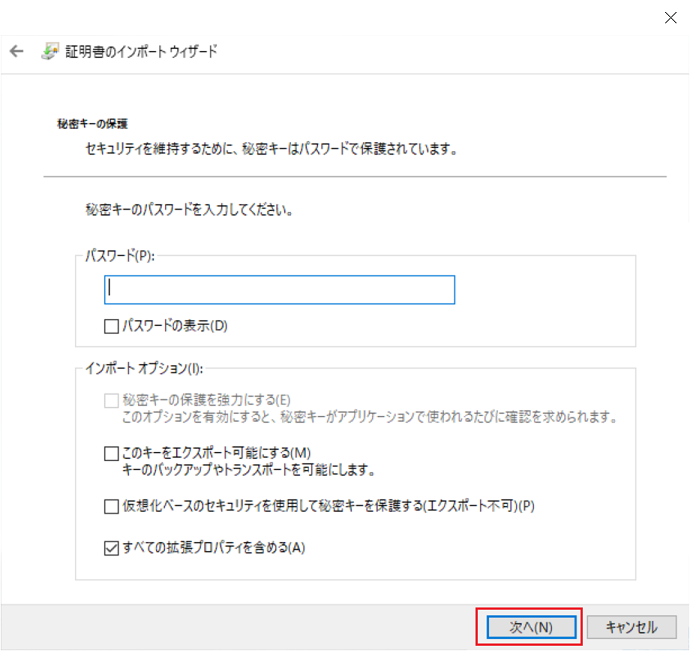 証明書のインポート ウィザード
秘密キーの保護
セキュリティを維持するために、秘密キーはパスワードで保護されています。
秘密キーのパスワードを入力してください。
パスワード(P):
パスワードの表示(D)
インポート オプション(I):
秘密キーの保護を強力にする(E)
このオプションを有効にすると、秘密キーがアプリケーションで使われるたびに確認を求められます。
このキーをエクスポート可能にする(M)
キーのバックアップやトランスポートを可能にします。
仮想化ベースのセキュリティを使用して秘密キーを保護する(エクスポート不可)(P)
すべての拡張プロパティを含める(A)
次へ(N)
キャンセル